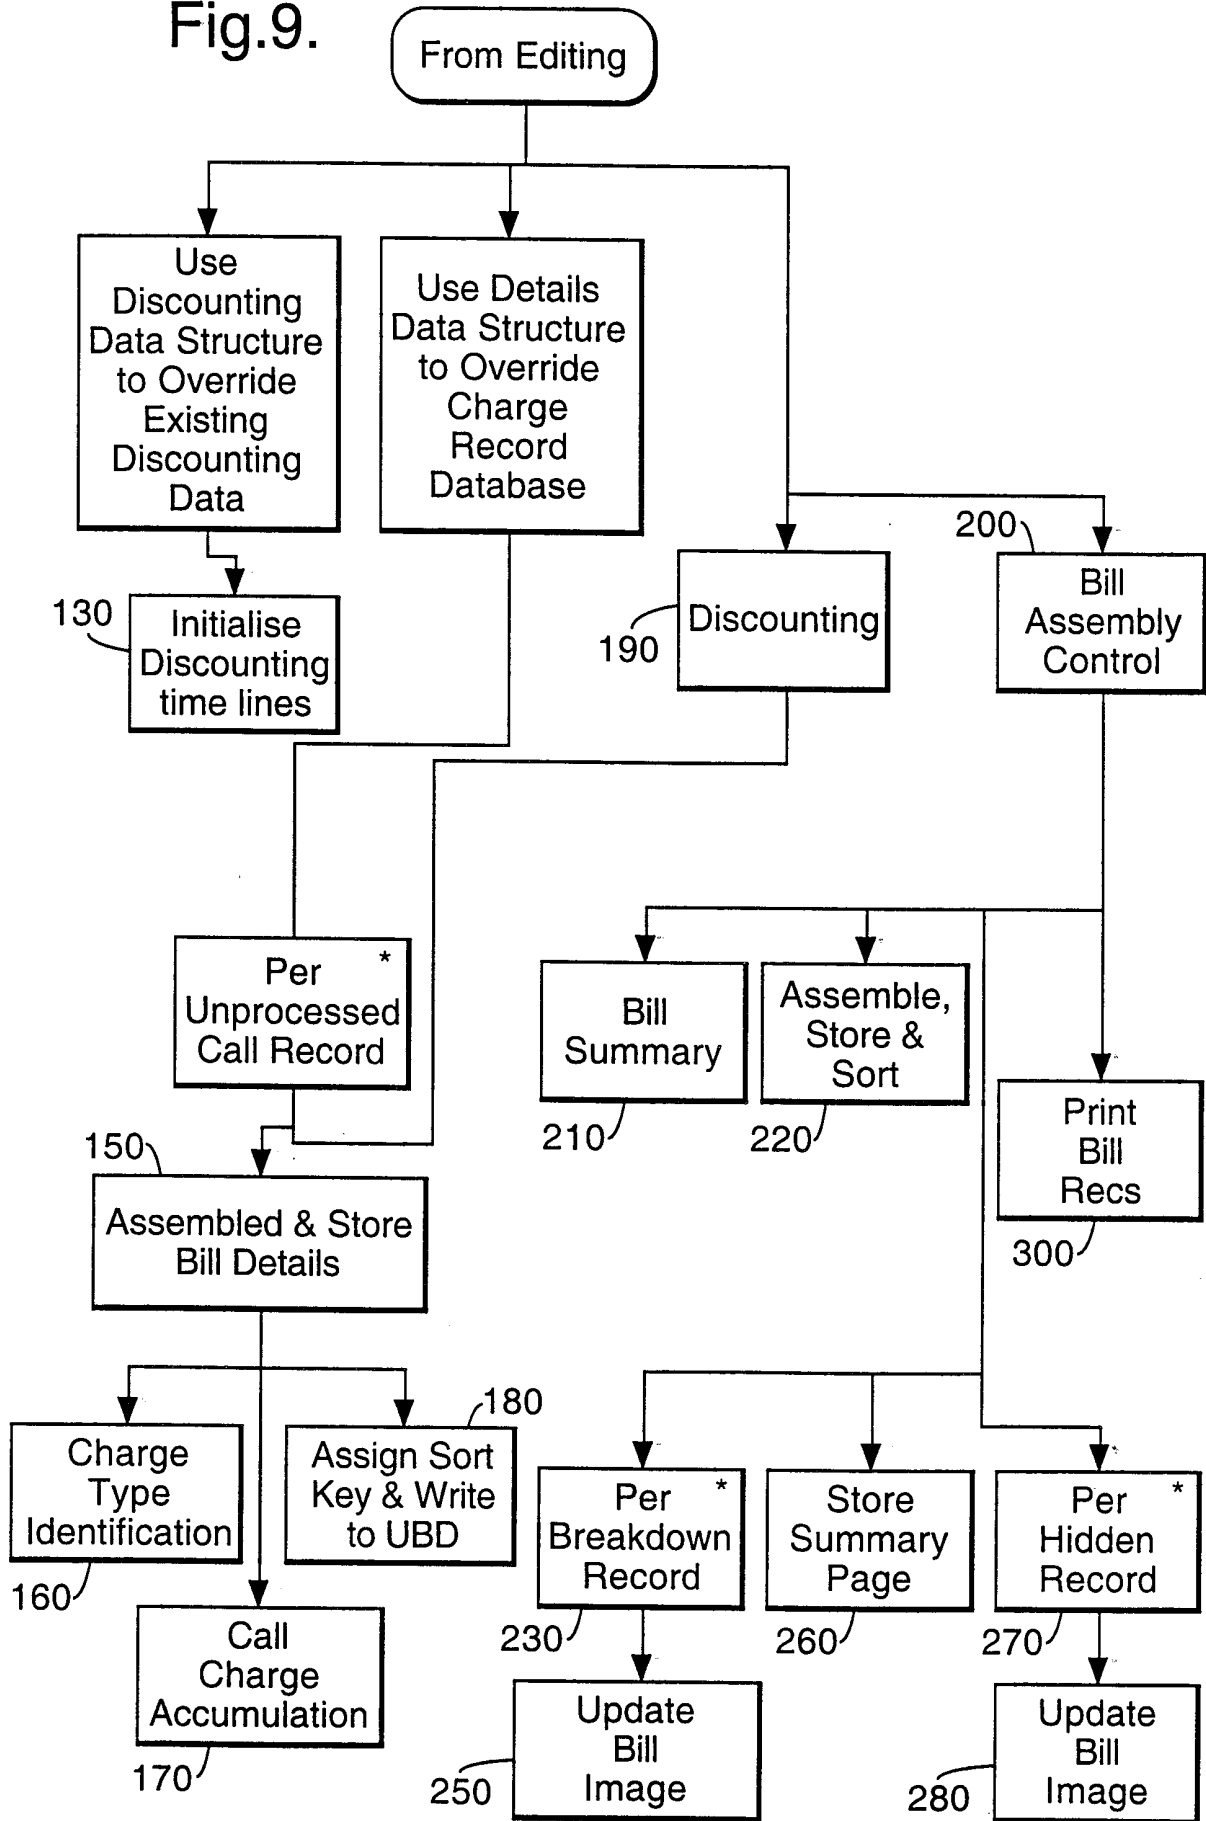 Fig.9.
From Editing
Use
Discounting
Data Structure
to Override
Existing
Discounting
Data
Use Details
Data Structure
to Override
Charge
Record
Database
130
Initialise
Discounting
time lines
190
Discounting
200
Bill
Assembly
Control
Per *
Unprocessed
Call Record
Bill
Summary
210
Assemble,
Store &
Sort
220
Print
Bill
Recs
300
150
Assembled & Store
Bill Details
Charge
Type
Identification
160
180
Assign Sort
Key & Write
to UBD
Call
Charge
Accumulation
170
Per *
Breakdown
Record
230
Store
Summary
Page
260
Per *
Hidden
Record
270
Update
Bill
Image
250
Update
Bill
Image
280